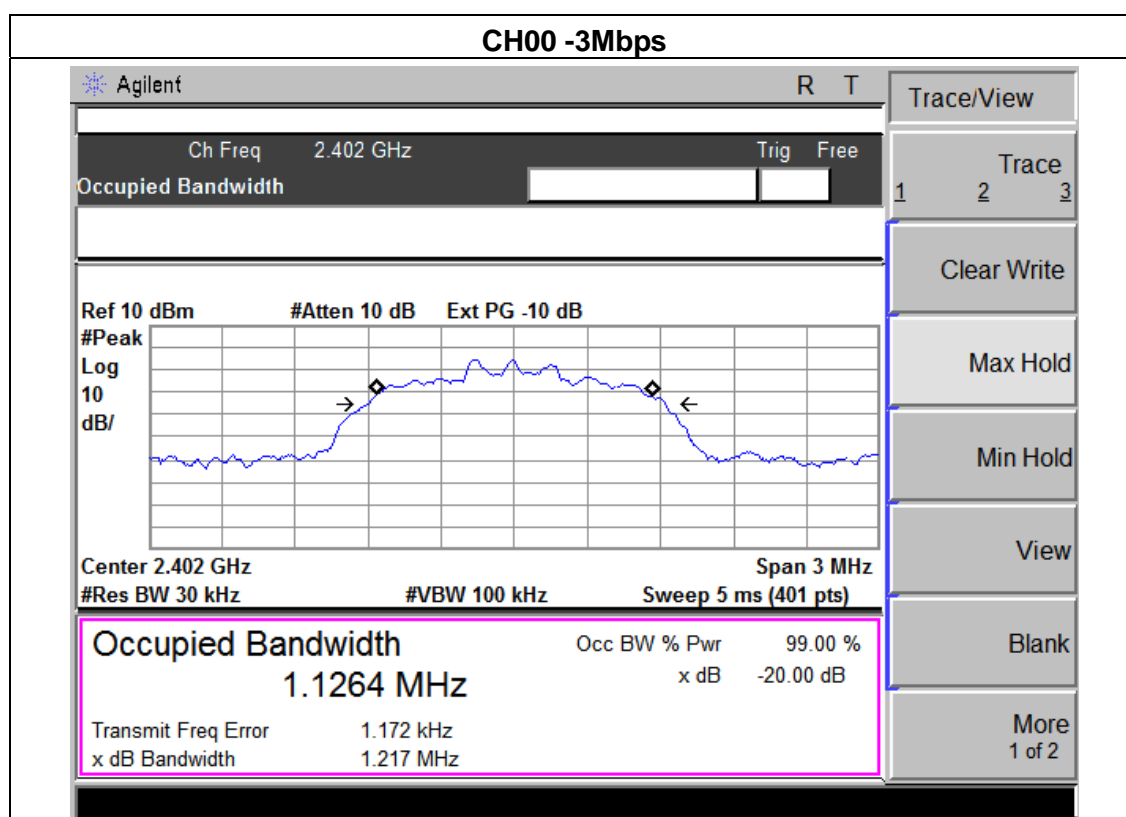 CH00 -3Mbps
Agilent R T
Ch Freq 2.402 GHz Trig Free
Occupied Bandwidth
Ref 10 dBm #Atten 10 dB Ext PG -10 dB
#Peak
Log
10
dB/
Center 2.402 GHz Span 3 MHz
#Res BW 30 kHz #VBW 100 kHz Sweep 5 ms (401 pts)
Occupied Bandwidth Occ BW % Pwr 99.00 %
1.1264 MHz x dB -20.00 dB
Transmit Freq Error 1.172 kHz
x dB Bandwidth 1.217 MHz
Trace/View
Trace
1 2 3
Clear Write
Max Hold
Min Hold
View
Blank
More
1 of 2